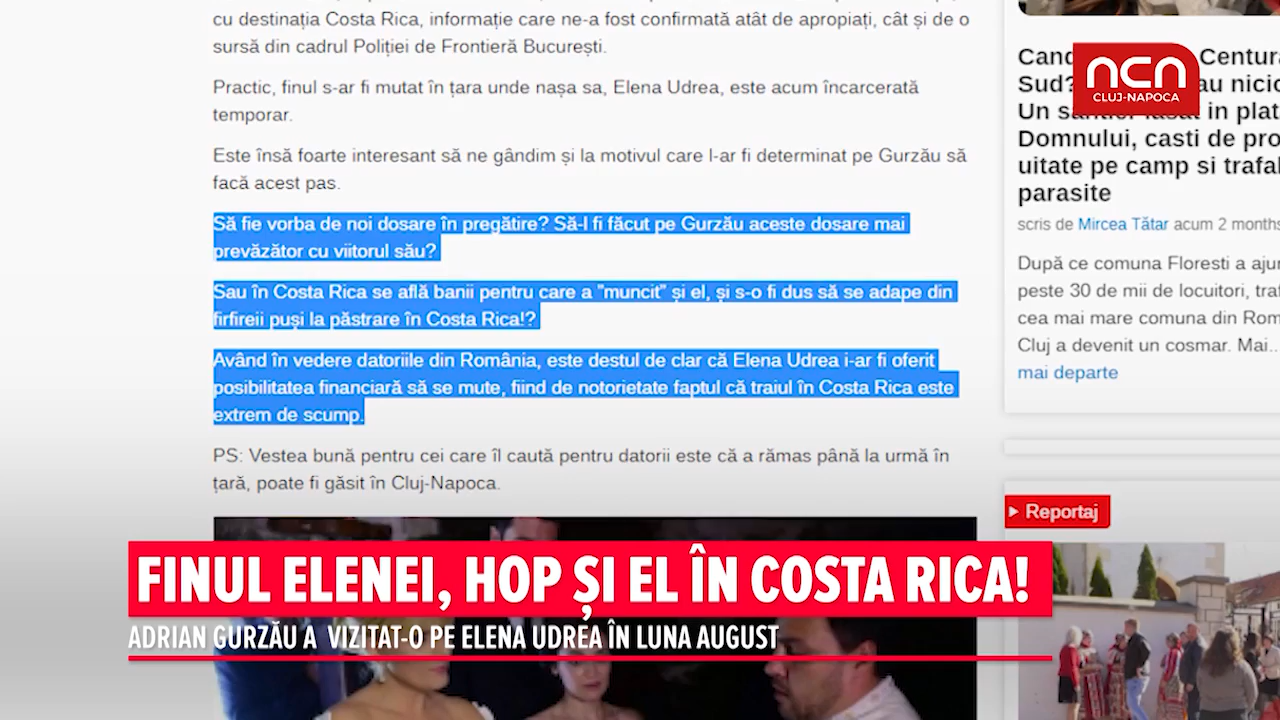 cu destinația Costa Rica, informație care ne-a fost confirmată atât de apropiați, cât și de o
sursă din cadrul Poliției de Frontieră București.
Practic, finul s-ar fi mutat în țara unde nașa sa, Elena Udrea, este acum încarcerată
temporar.
Este însă foarte interesant să ne gândim și la motivul care l-ar fi determinat pe Gurzău să
facă acest pas.
Să fie vorba de noi dosare în pregătire? Să-l fi făcut pe Gurzău aceste dosare mai
prevăzător cu viitorul său?
Sau în Costa Rica se află banii pentru care a "muncit” și el, și s-o fi dus să se adape din
firfireii puși la păstrare în Costa Rica!?
Având în vedere datoriile din România, este destul de clar că Elena Udrea i-ar fi oferit
posibilitatea financiară să se mute, fiind de notorietate faptul că traiul în Costa Rica este
extrem de scump.
PS: Vestea bună pentru cei care îl caută pentru datorii este că a rămas până la urmă în
țară, poate fi găsit în Cluj-Napoca.
ncn
CLUJ-NAPOCA
Sud?
Un in
Domnului, casti de
uitate pe camp si
parasite
scris de Mircea Tătar acum 2 months
După ce comuna Floresti a
peste 30 de mii de locuitori,
cea mai mare comuna din
Cluj a devenit un cosmar. Mai..
mai departe
Reportaj
FINUL ELENEI, HOP ȘI EL ÎN COSTA RICA!
ADRIAN GURZĂU A VIZITAT-O PE ELENA UDREA ÎN LUNA AUGUST